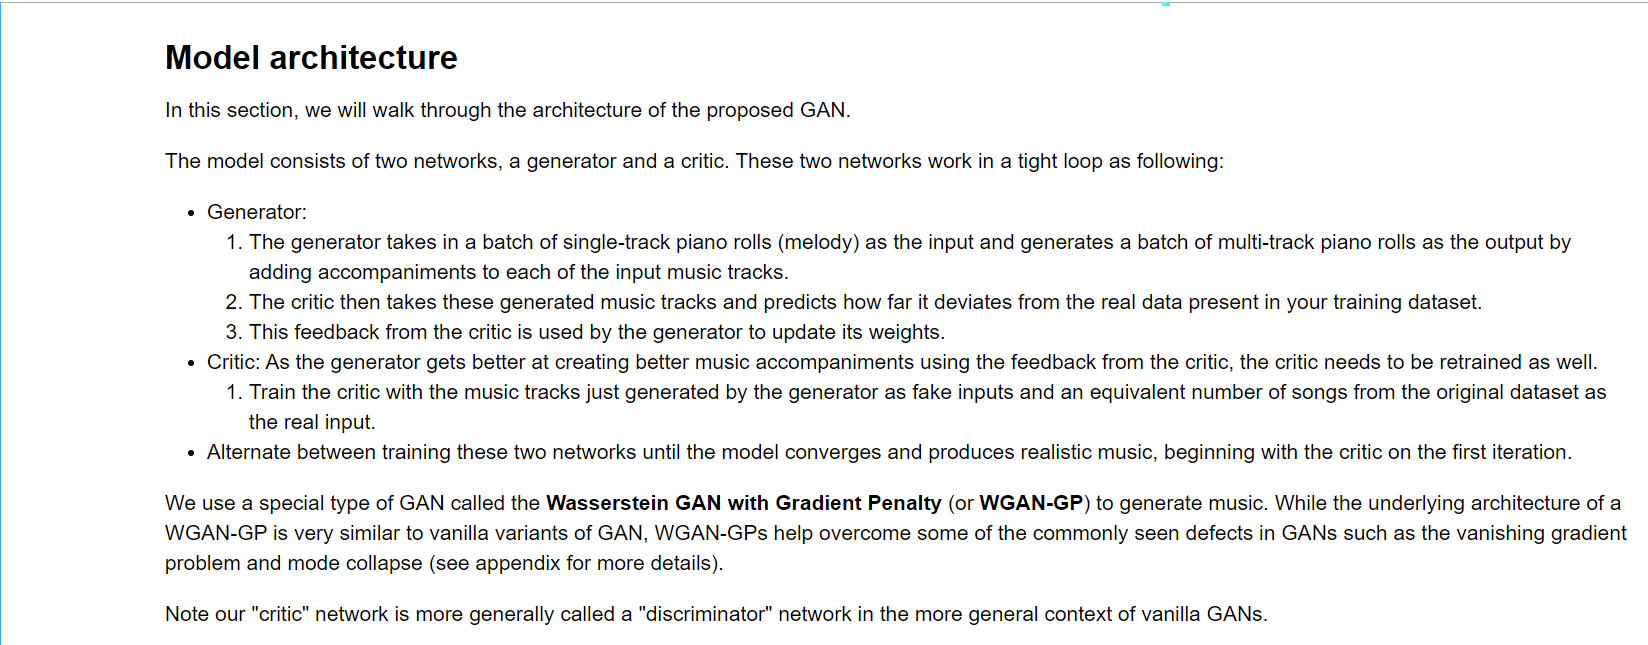 Model architecture
In this section, we will walk through the architecture of the proposed GAN.
The model consists of two networks, a generator and a critic. These two networks work in a tight loop as following:
• Generator:
1. The generator takes in a batch of single-track piano rolls (melody) as the input and generates a batch of multi-track piano rolls as the output by
adding accompaniments to each of the input music tracks.
2. The critic then takes these generated music tracks and predicts how far it deviates from the real data present in your training dataset.
3. This feedback from the critic is used by the generator to update its weights.
• Critic: As the generator gets better at creating better music accompaniments using the feedback from the critic, the critic needs to be retrained as well.
1. Train the critic with the music tracks just generated by the generator as fake inputs and an equivalent number of songs from the original dataset as
the real input.
• Alternate between training these two networks until the model converges and produces realistic music, beginning with the critic on the first iteration.
We use a special type of GAN called the Wasserstein GAN with Gradient Penalty (or WGAN-GP) to generate music. While the underlying architecture of a
WGAN-GP is very similar to vanilla variants of GAN, WGAN-GPs help overcome some of the commonly seen defects in GANs such as the vanishing gradient
problem and mode collapse (see appendix for more details).
Note our "critic" network is more generally called a "discriminator" network in the more general context of vanilla GANs.